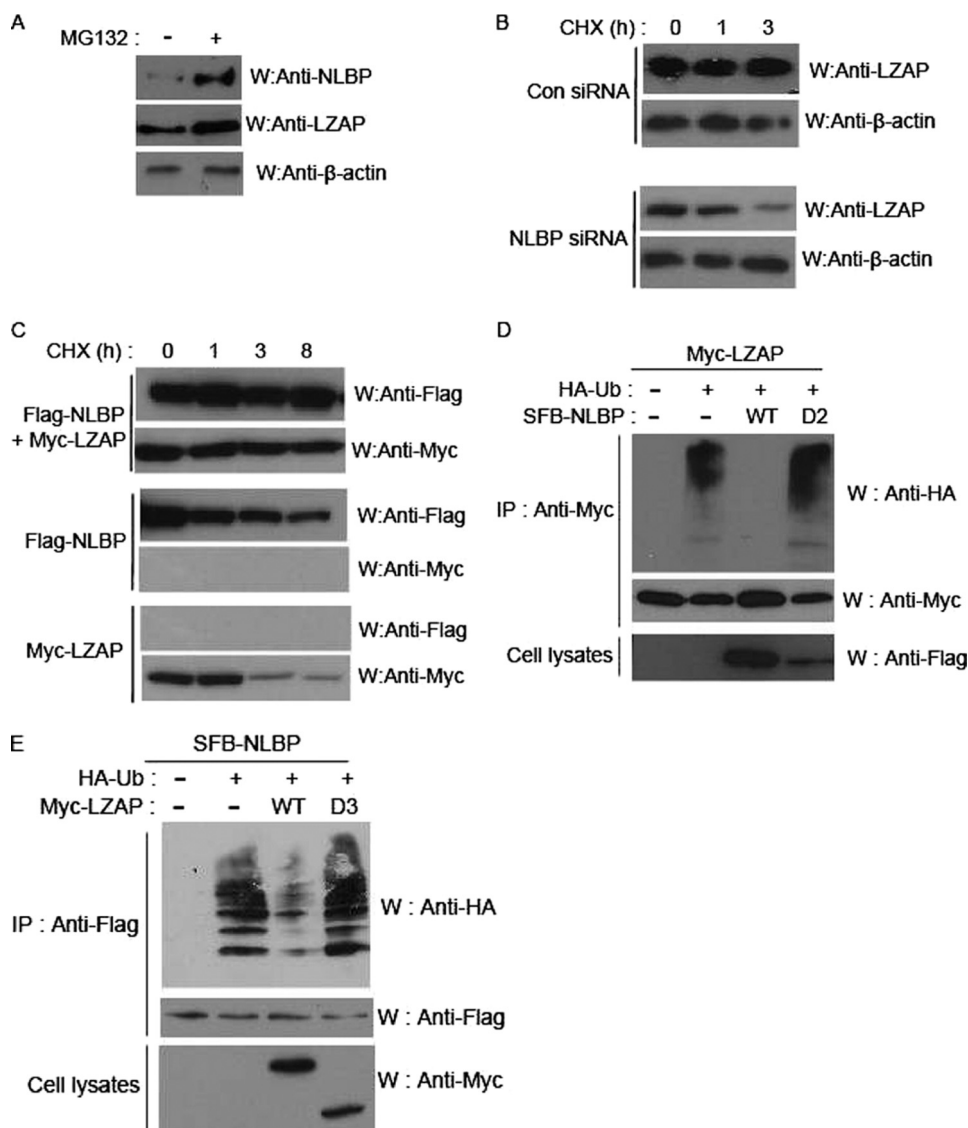 A
MG132 : - +
W:Anti-NLBP
W:Anti-LZAP
W:Anti-β-actin
B
CHX (h) : 0 1 3
Con siRNA
W:Anti-LZAP
W:Anti-β-actin
NLBP siRNA
W:Anti-LZAP
W:Anti-β-actin
C
CHX (h) : 0 1 3 8
Flag-NLBP
+ Myc-LZAP
W:Anti-Flag
W:Anti-Myc
Flag-NLBP
W:Anti-Flag
W:Anti-Myc
Myc-LZAP
W:Anti-Flag
W:Anti-Myc
D
Myc-LZAP
HA-Ub : - + + +
SFB-NLBP : - - WT D2
IP : Anti-Myc
W : Anti-HA
W : Anti-Myc
Cell lysates
W : Anti-Flag
E
SFB-NLBP
HA-Ub : - + + +
Myc-LZAP : - - WT D3
IP : Anti-Flag
W : Anti-HA
W : Anti-Flag
Cell lysates
W : Anti-Myc